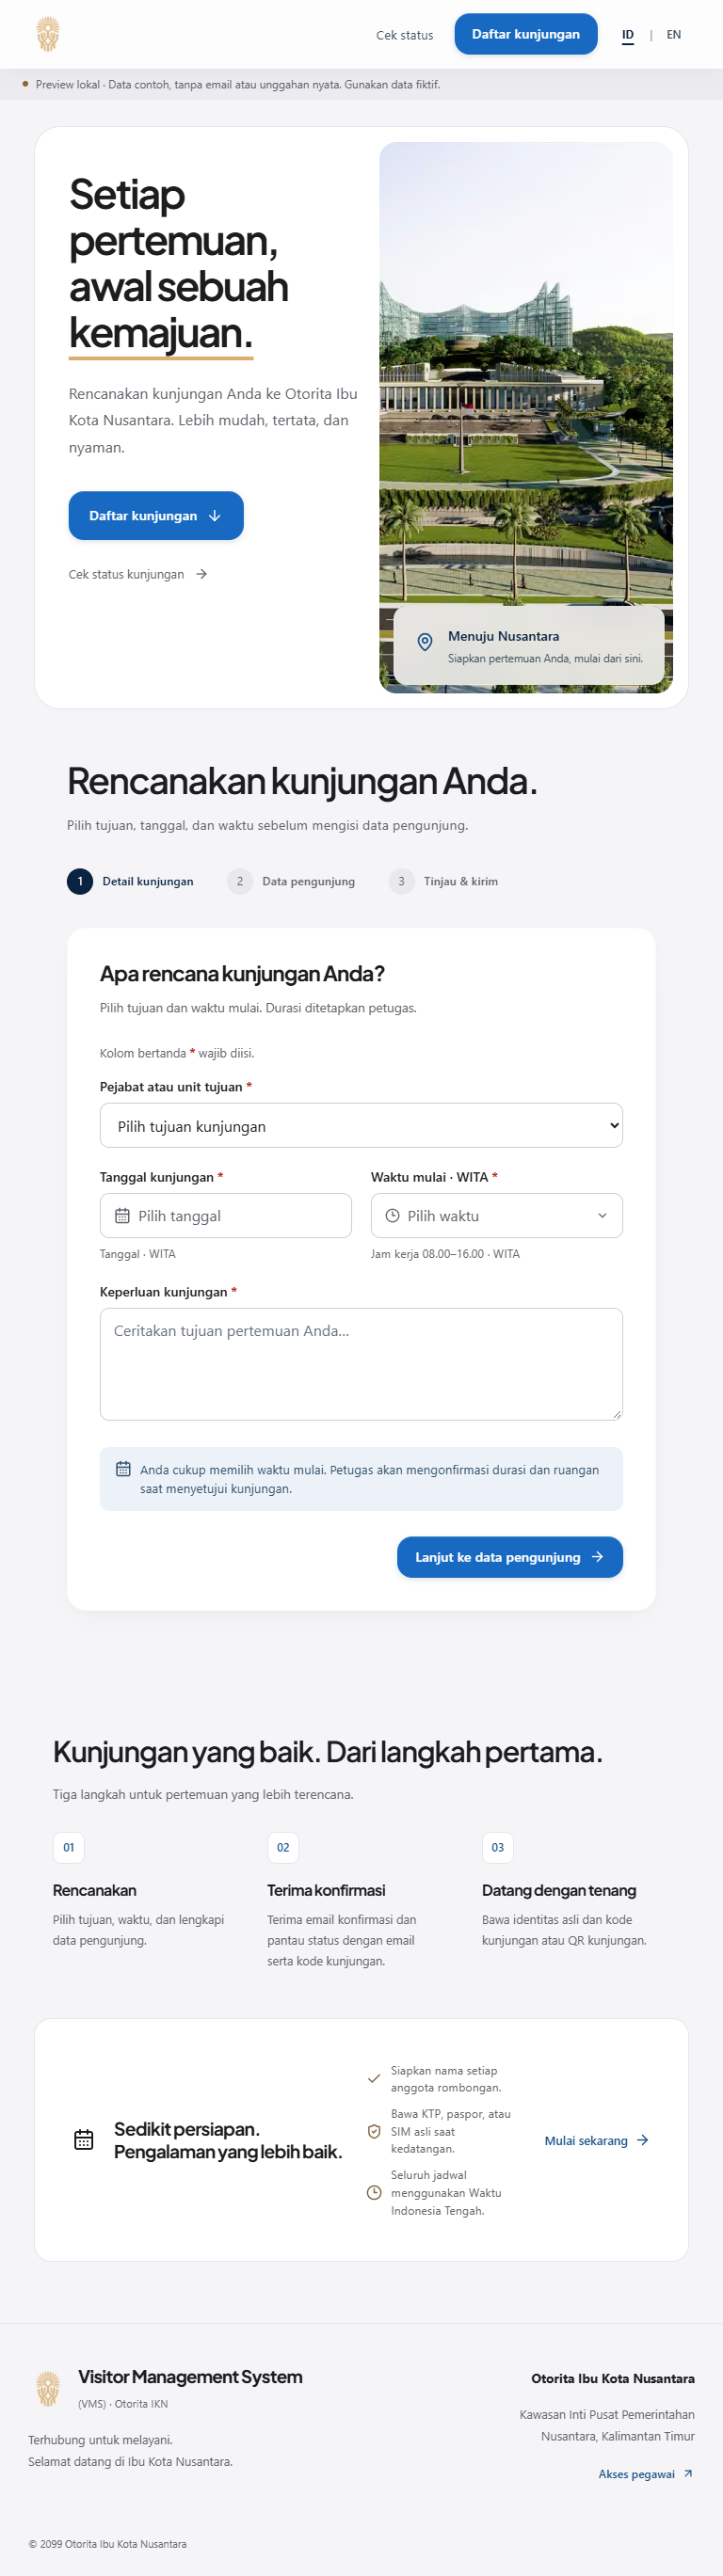 Cek status
Daftar kunjungan
ID | EN
Preview lokal · Data contoh, tanpa email atau unggahan nyata. Gunakan data fiktif.
Setiap
pertemuan,
awal sebuah
kemajuan.
Rencanakan kunjungan Anda ke Otorita Ibu
Kota Nusantara. Lebih mudah, tertata, dan
nyaman.
Daftar kunjungan
Cek status kunjungan
Menuju Nusantara
Siapkan pertemuan Anda, mulai dari sini.
Rencanakan kunjungan Anda.
Pilih tujuan, tanggal, dan waktu sebelum mengisi data pengunjung.
1 Detail kunjungan
2 Data pengunjung
3 Tinjau & kirim
Apa rencana kunjungan Anda?
Pilih tujuan dan waktu mulai. Durasi ditetapkan petugas.
Kolom bertanda * wajib diisi.
Pejabat atau unit tujuan *
Pilih tujuan kunjungan
Tanggal kunjungan *
Pilih tanggal
Tanggal · WITA
Waktu mulai · WITA *
Pilih waktu
Jam kerja 08.00–16.00 · WITA
Keperluan kunjungan *
Ceritakan tujuan pertemuan Anda...
Anda cukup memilih waktu mulai. Petugas akan mengonfirmasi durasi dan ruangan
saat menyetujui kunjungan.
Lanjut ke data pengunjung
Kunjungan yang baik. Dari langkah pertama.
Tiga langkah untuk pertemuan yang lebih terencana.
01
Rencanakan
Pilih tujuan, waktu, dan lengkapi
data pengunjung.
02
Terima konfirmasi
Terima email konfirmasi dan
pantau status dengan email
serta kode kunjungan.
03
Datang dengan tenang
Bawa identitas asli dan kode
kunjungan atau QR kunjungan.
Sedikit persiapan.
Pengalaman yang lebih baik.
Siapkan nama setiap
anggota rombongan.
Bawa KTP, paspor, atau
SIM asli saat
kedatangan.
Seluruh jadwal
menggunakan Waktu
Indonesia Tengah.
Mulai sekarang
Visitor Management System
(VMS) · Otorita IKN
Terhubung untuk melayani.
Selamat datang di Ibu Kota Nusantara.
Otorita Ibu Kota Nusantara
Kawasan Inti Pusat Pemerintahan
Nusantara, Kalimantan Timur
Akses pegawai
© 2099 Otorita Ibu Kota Nusantara